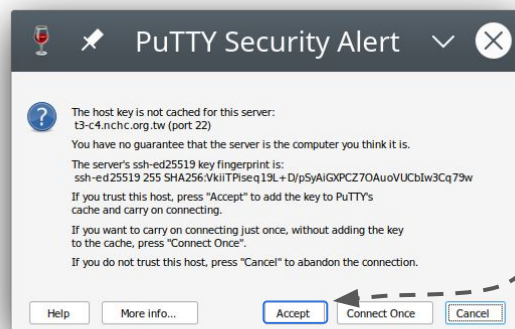 PuTTY Security Alert
The host key is not cached for this server:
t3-c4.nchc.org.tw (port 22)
You have no guarantee that the server is the computer you think it is.
The server's ssh-ed25519 key fingerprint is:
ssh-ed25519 255 SHA256:VkiiTPiseq19L+D/pSyAiGXPCZ7OAuoVUCbIw3Cq79w
If you trust this host, press "Accept" to add the key to PuTTY's
cache and carry on connecting.
If you want to carry on connecting just once, without adding the key
to the cache, press "Connect Once".
If you do not trust this host, press "Cancel" to abandon the connection.
Help More info... Accept Connect Once Cancel